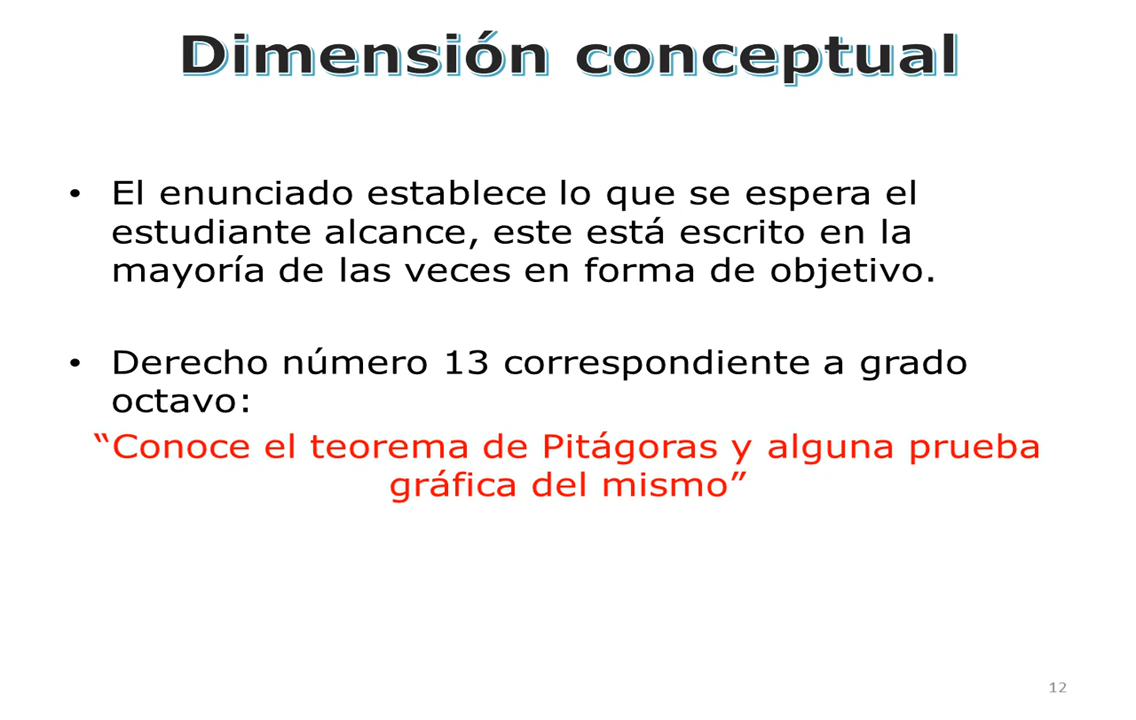 Dimensión conceptual
• El enunciado establece lo que se espera el
estudiante alcance, este está escrito en la
mayoría de las veces en forma de objetivo.
• Derecho número 13 correspondiente a grado
octavo:
“Conoce el teorema de Pitágoras y alguna prueba
gráfica del mismo”
12